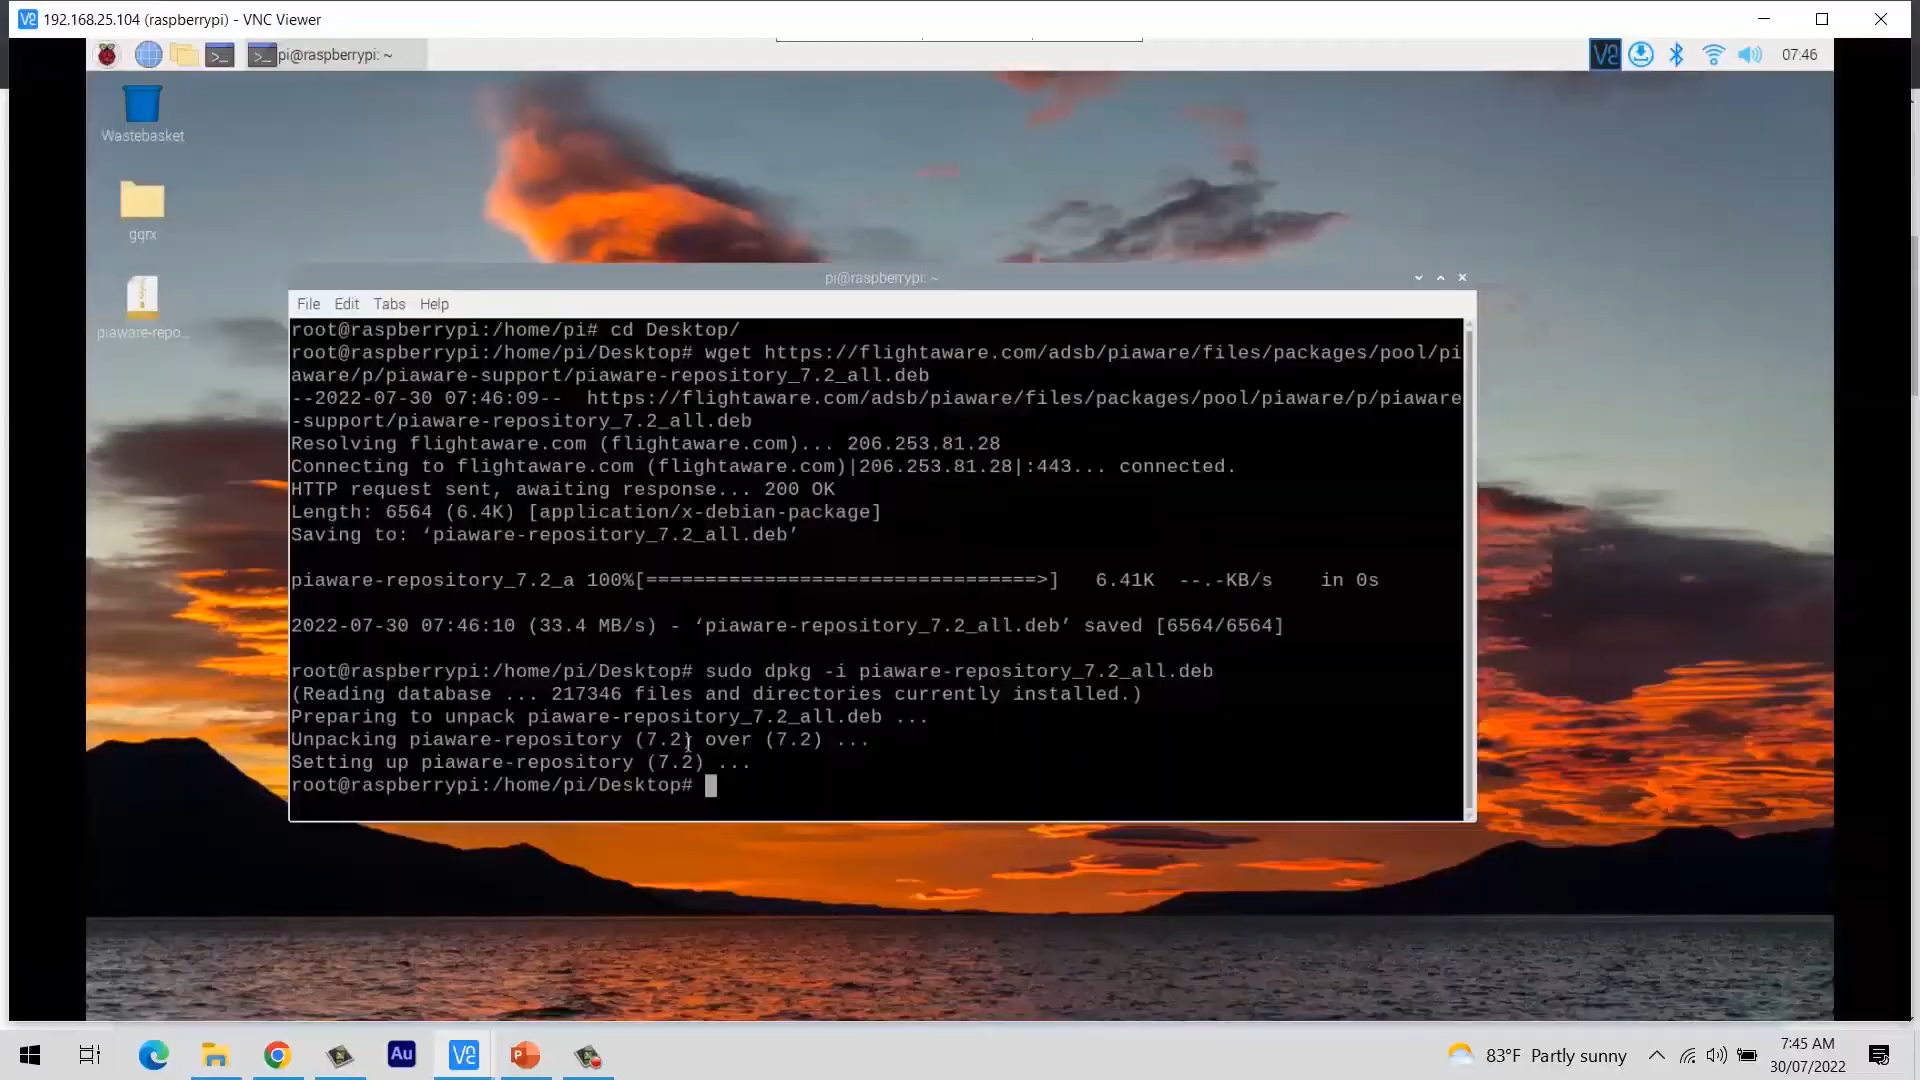 192.168.25.104 (raspberrypi) - VNC Viewer
pi@raspberrypi: ~
07:46
Wastebasket
gqrx
piaware-repo...
pi@raspberrypi: ~
File Edit Tabs Help
root@raspberrypi:/home/pi# cd Desktop/
root@raspberrypi:/home/pi/Desktop# wget https://flightaware.com/adsb/piaware/files/packages/pool/pi
aware/p/piaware-support/piaware-repository_7.2_all.deb
--2022-07-30 07:46:09--  https://flightaware.com/adsb/piaware/files/packages/pool/piaware/p/piaware
-support/piaware-repository_7.2_all.deb
Resolving flightaware.com (flightaware.com)... 206.253.81.28
Connecting to flightaware.com (flightaware.com)|206.253.81.28|:443... connected.
HTTP request sent, awaiting response... 200 OK
Length: 6564 (6.4K) [application/x-debian-package]
Saving to: ‘piaware-repository_7.2_all.deb’
piaware-repository_7.2_a 100%[=================================>]   6.41K  --.-KB/s    in 0s
2022-07-30 07:46:10 (33.4 MB/s) - ‘piaware-repository_7.2_all.deb’ saved [6564/6564]
root@raspberrypi:/home/pi/Desktop# sudo dpkg -i piaware-repository_7.2_all.deb
(Reading database ... 217346 files and directories currently installed.)
Preparing to unpack piaware-repository_7.2_all.deb ...
Unpacking piaware-repository (7.2) over (7.2) ...
Setting up piaware-repository (7.2) ...
root@raspberrypi:/home/pi/Desktop#
Au
83°F Partly sunny
7:45 AM
30/07/2022